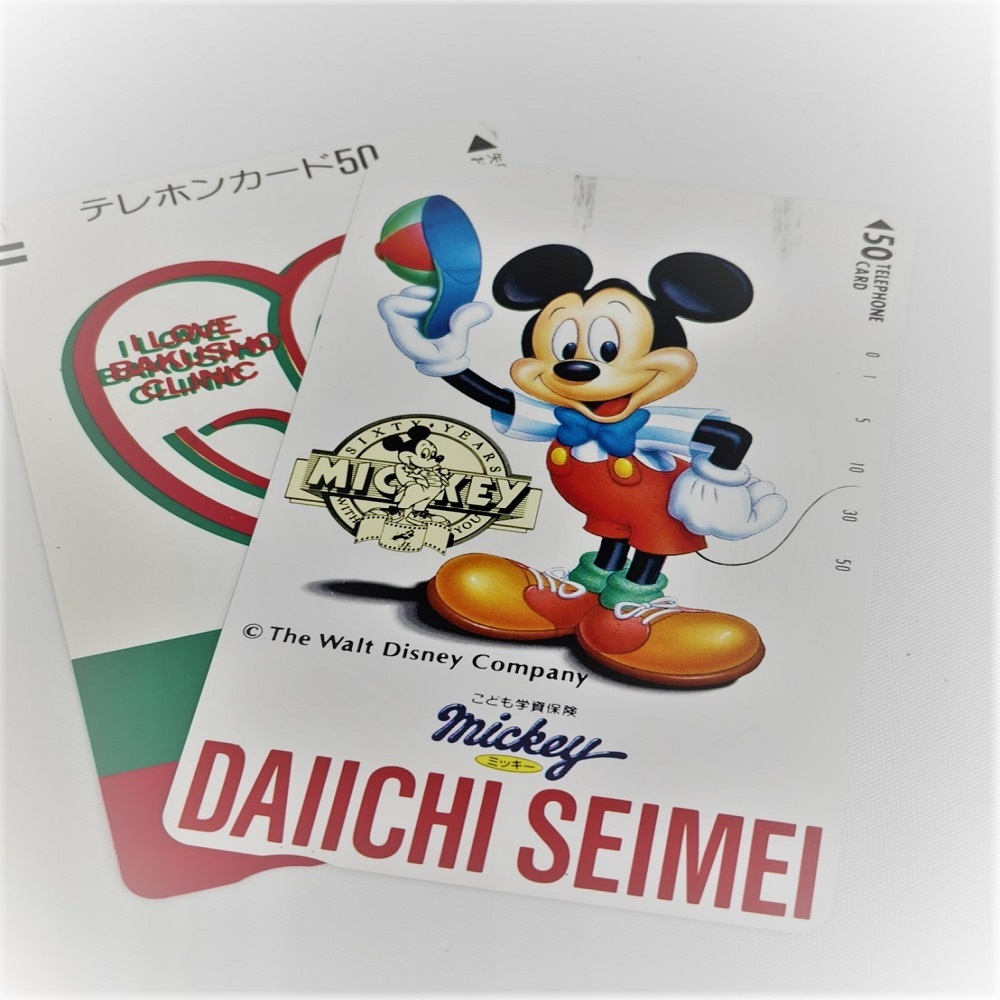 テレホンカード50
I LOVE
BAKUSHO
CLINIC
50
TELEPHONE
CARD
0
1
5
10
30
50
SIXTY YEARS
MICKEY
WITH YOU
© The Walt Disney Company
こども学資保険
mickey
ミッキー
DAIICHI SEIMEI